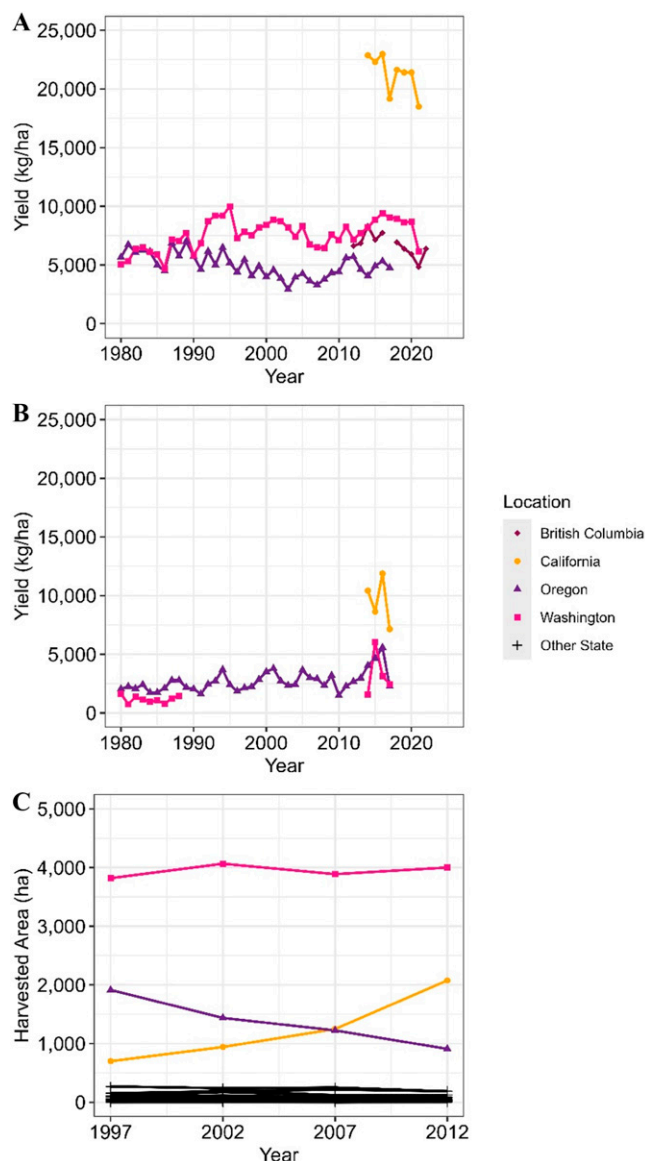 A
25,000
20,000
15,000
10,000
5,000
0
Yield (kg/ha)
1980 1990 2000 2010 2020
Year
B
25,000
20,000
15,000
10,000
5,000
0
Yield (kg/ha)
1980 1990 2000 2010 2020
Year
Location
British Columbia
California
Oregon
Washington
Other State
C
5,000
4,000
3,000
2,000
1,000
0
Harvested Area (ha)
1997 2002 2007 2012
Year